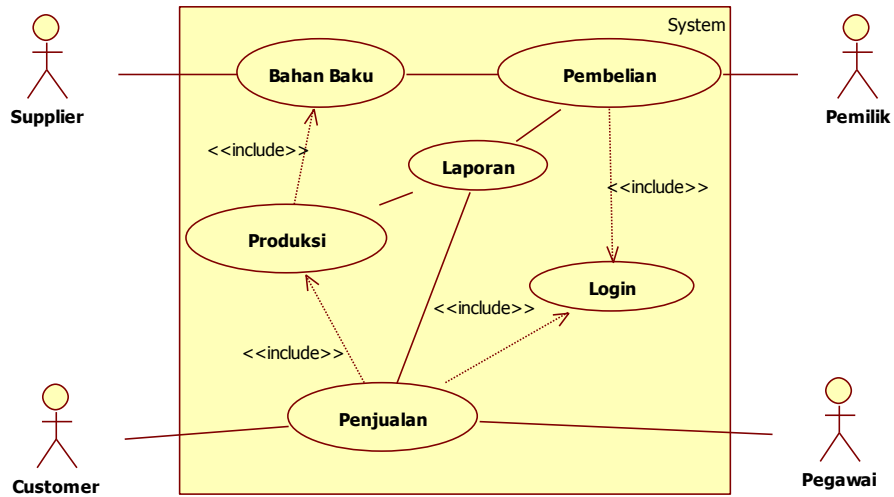 System
Bahan Baku
Pembelian
Supplier
Pemilik
<<include>>
Laporan
<<include>>
Produksi
Login
<<include>>
<<include>>
Penjualan
Customer
Pegawai